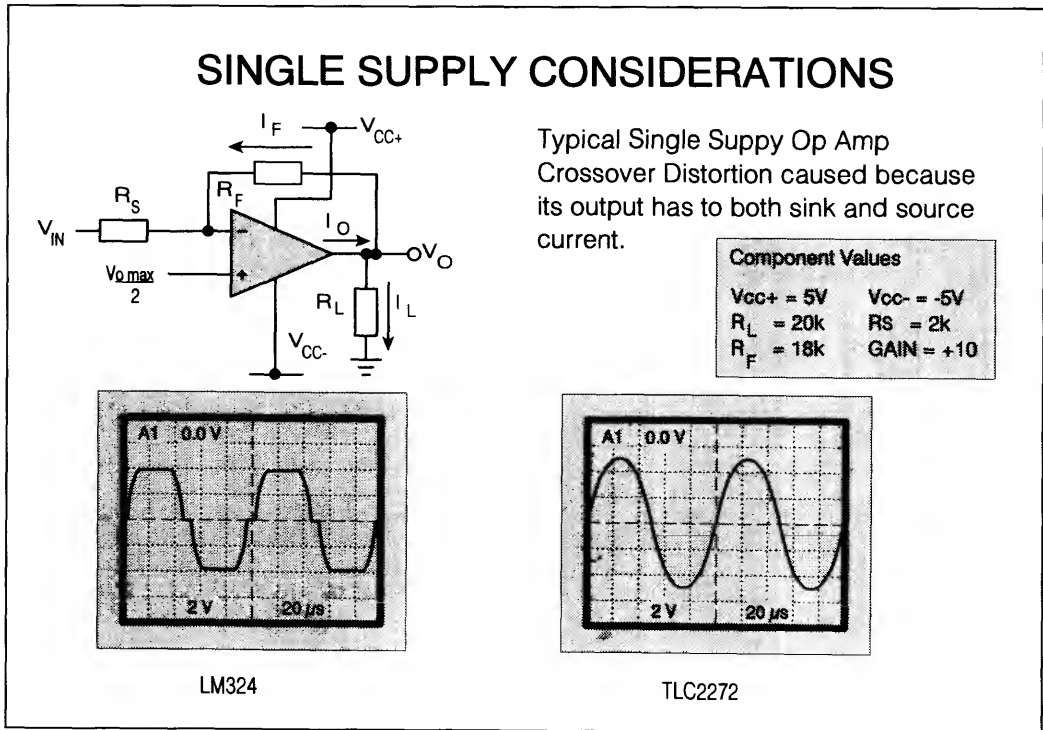 SINGLE SUPPLY CONSIDERATIONS
I F
V CC+
R S
R F
V IN
−
I O
V O
+
V o max
2
R L
I L
V CC-
Typical Single Suppy Op Amp
Crossover Distortion caused because
its output has to both sink and source
current.
Component Values
Vcc+ = 5V Vcc- = -5V
R L = 20k RS = 2k
R F = 18k GAIN = +10
A1 0.0 V
2 V 20 µs
LM324
A1 0.0 V
2 V 20 µs
TLC2272